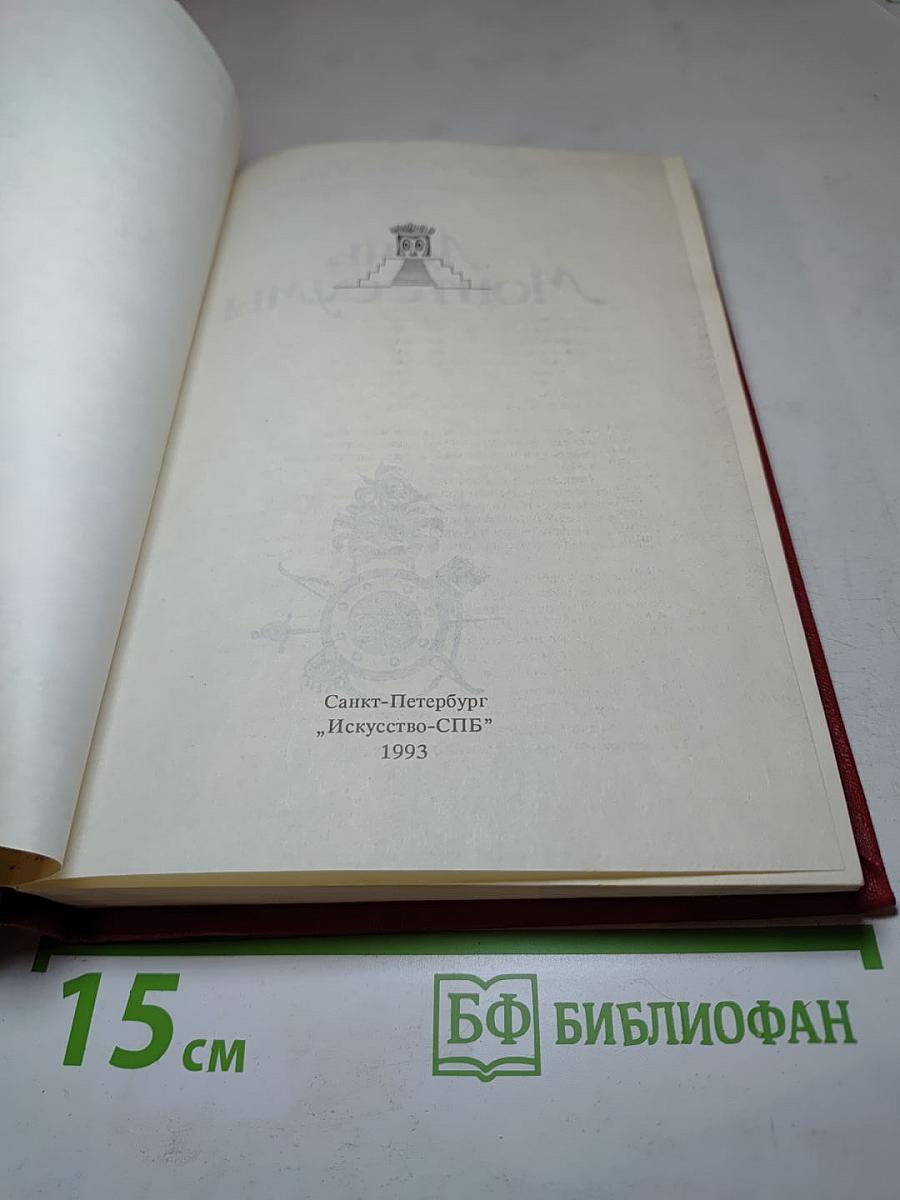 Санкт-Петербург
„Искусство-СПБ”
1993
15 см
БФ БИБЛИОФАН